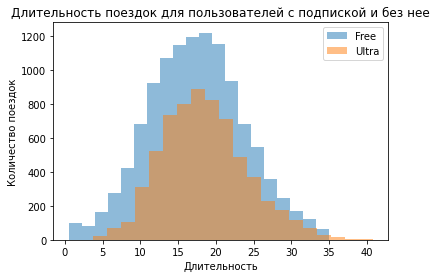 Длительность поездок для пользователей с подпиской и без нее
Free
Ultra
1200
1000
800
600
400
200
0
Количество поездок
0 5 10 15 20 25 30 35 40
Длительность